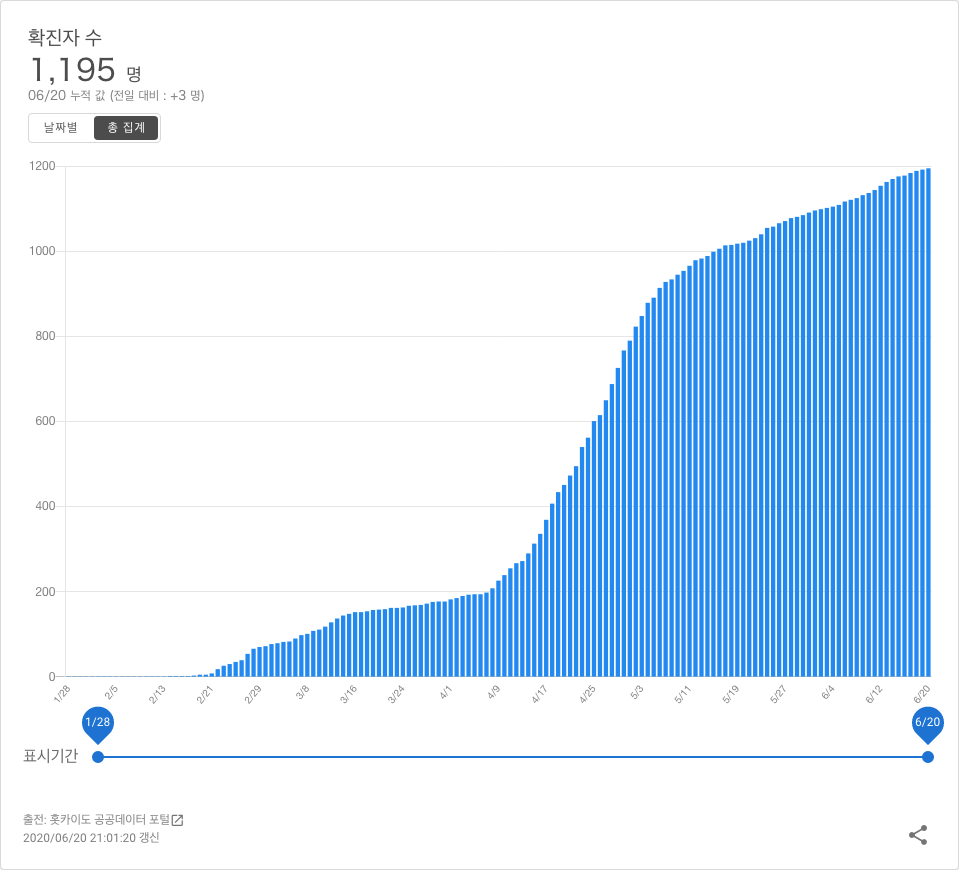 확진자 수
1,195 명
06/20 누적 값 (전일 대비 : +3 명)
날짜별 총 집계
1200
1000
800
600
400
200
0
1/28 2/5 2/13 2/21 2/29 3/8 3/16 3/24 4/1 4/9 4/17 4/25 5/3 5/11 5/19 5/27 6/4 6/12 6/20
1/28 6/20
표시기간
출전: 홋카이도 공공데이터 포털
2020/06/20 21:01:20 갱신